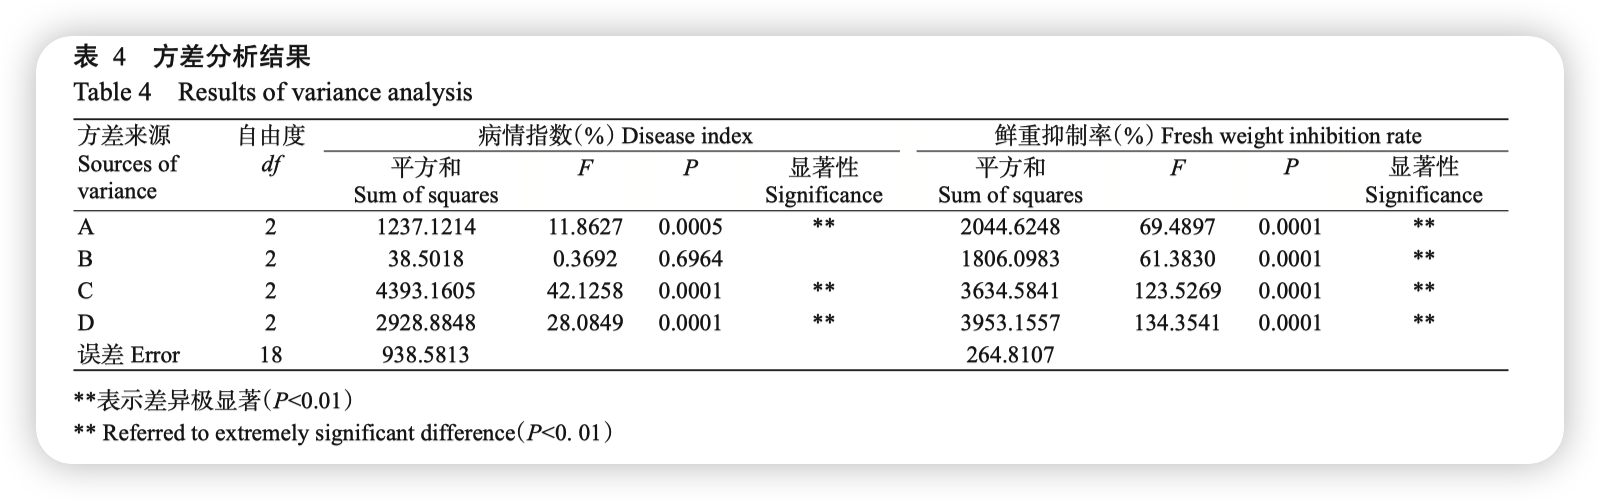 表 4 方差分析结果
Table 4 Results of variance analysis
方差来源 自由度 病情指数(%) Disease index 鲜重抑制率(%) Fresh weight inhibition rate
Sources of variance df 平方和 Sum of squares F P 显著性 Significance 平方和 Sum of squares F P 显著性 Significance
A 2 1237.1214 11.8627 0.0005 ** 2044.6248 69.4897 0.0001 **
B 2 38.5018 0.3692 0.6964 1806.0983 61.3830 0.0001 **
C 2 4393.1605 42.1258 0.0001 ** 3634.5841 123.5269 0.0001 **
D 2 2928.8848 28.0849 0.0001 ** 3953.1557 134.3541 0.0001 **
误差 Error 18 938.5813 264.8107
**表示差异极显著(P<0.01)
** Referred to extremely significant difference(P<0. 01)